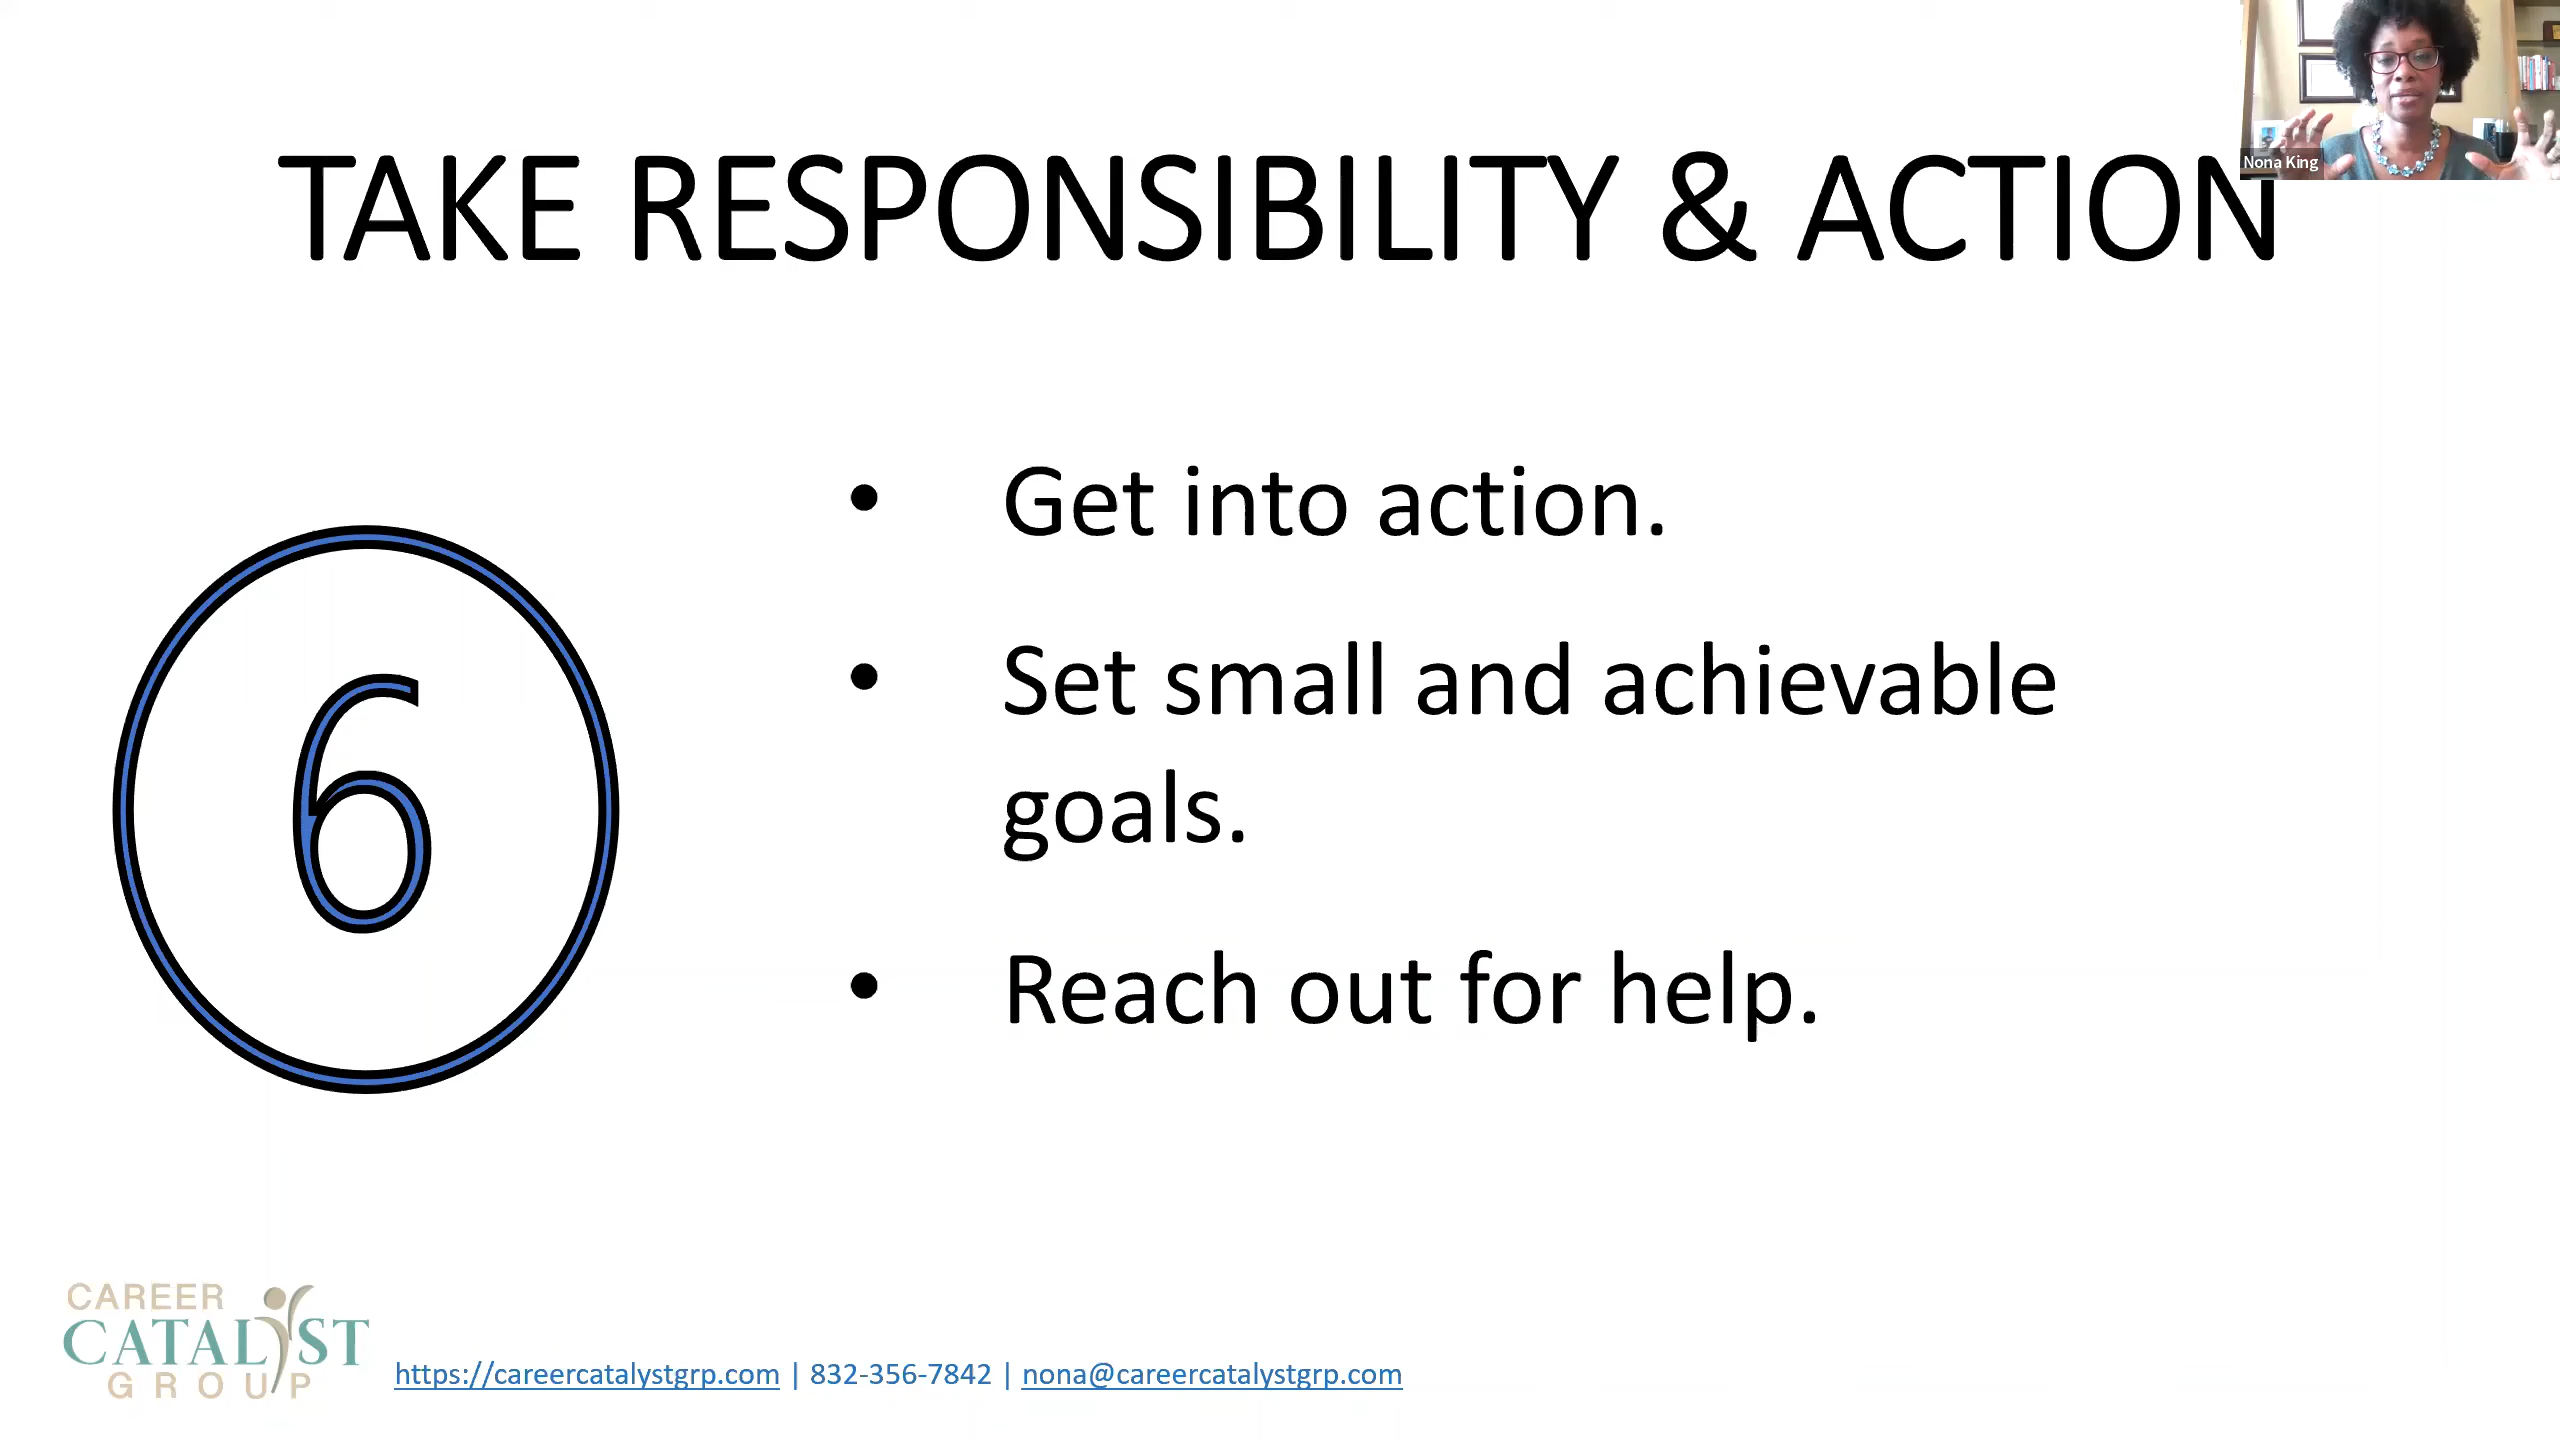 Nona King
TAKE RESPONSIBILITY & ACTION
6
• Get into action.
• Set small and achievable
goals.
• Reach out for help.
CAREER
CATALYST
GROUP
https://careercatalystgrp.com | 832-356-7842 | nona@careercatalystgrp.com